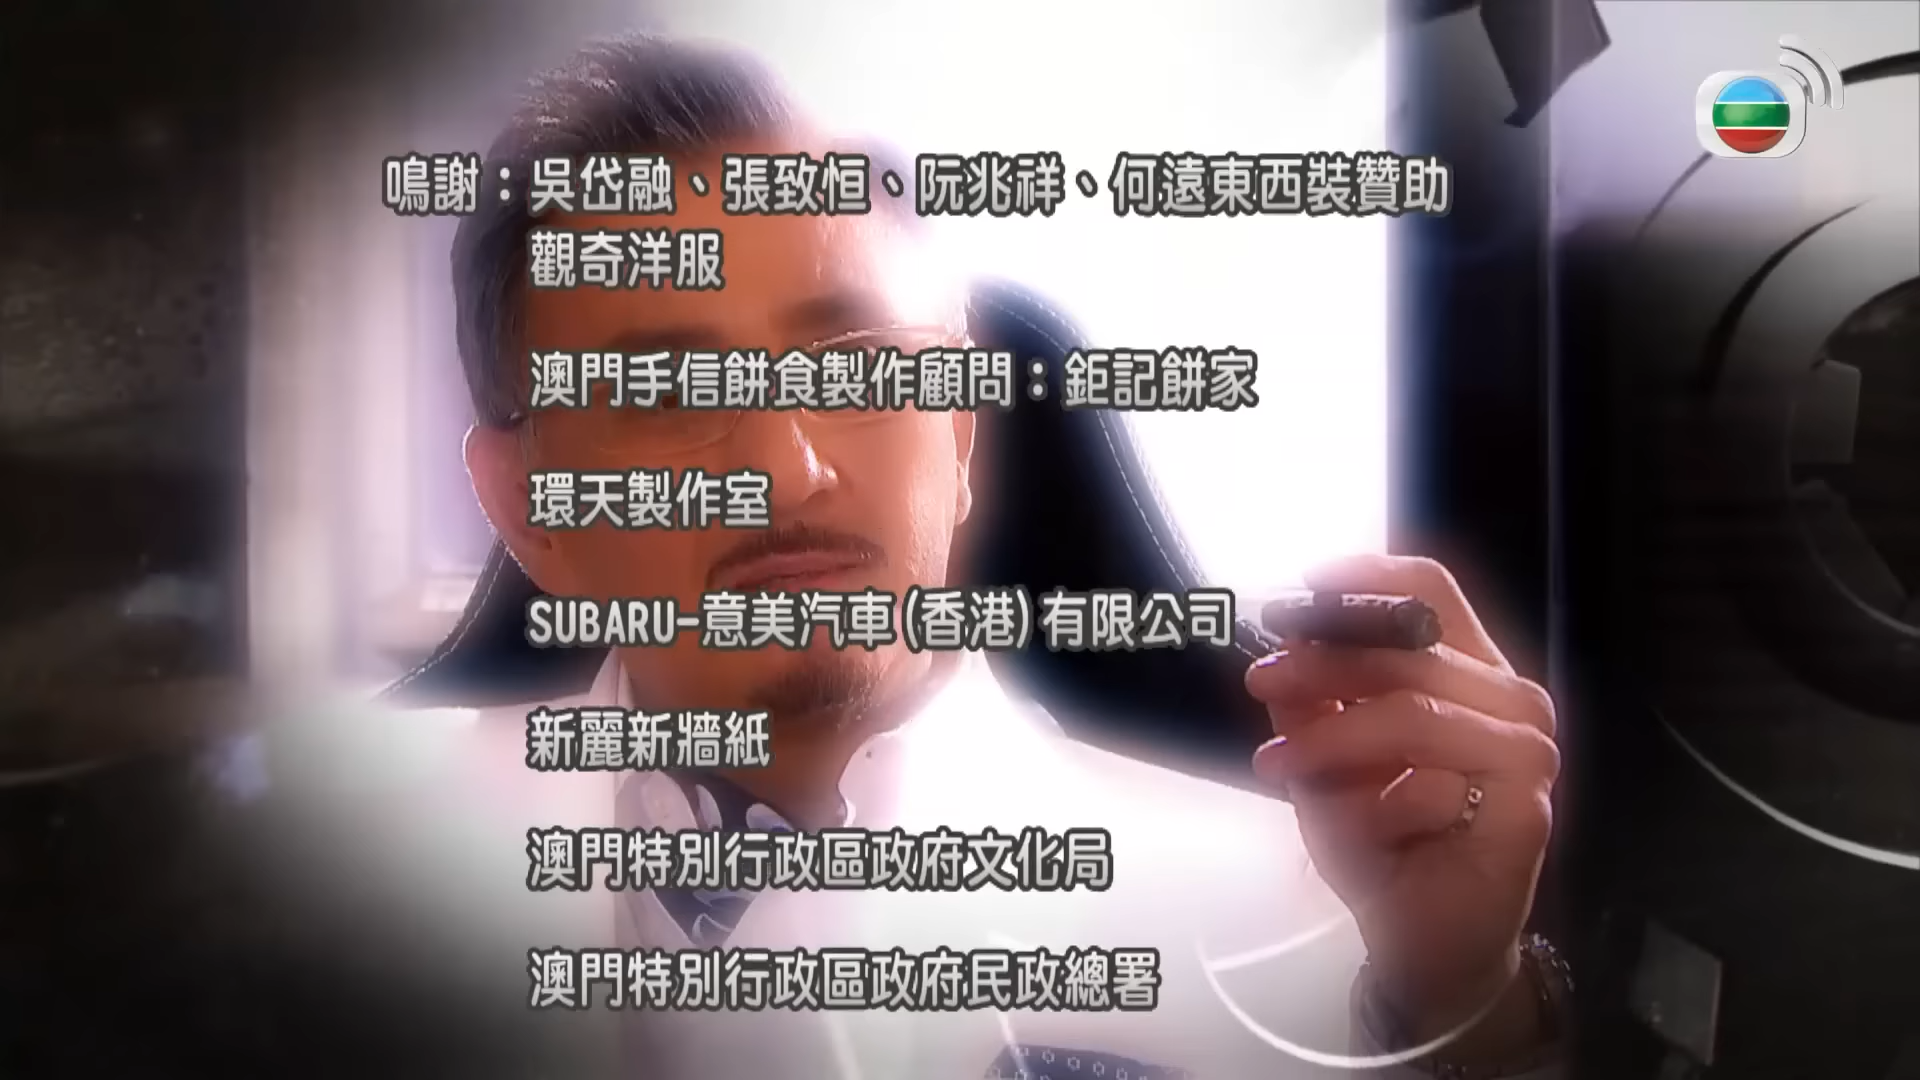 鳴謝：吳岱融、張致恒、阮兆祥、何遠東西裝贊助
觀奇洋服
澳門手信餅食製作顧問：鉅記餅家
環天製作室
SUBARU-意美汽車(香港)有限公司
新麗新牆紙
澳門特別行政區政府文化局
澳門特別行政區政府民政總署